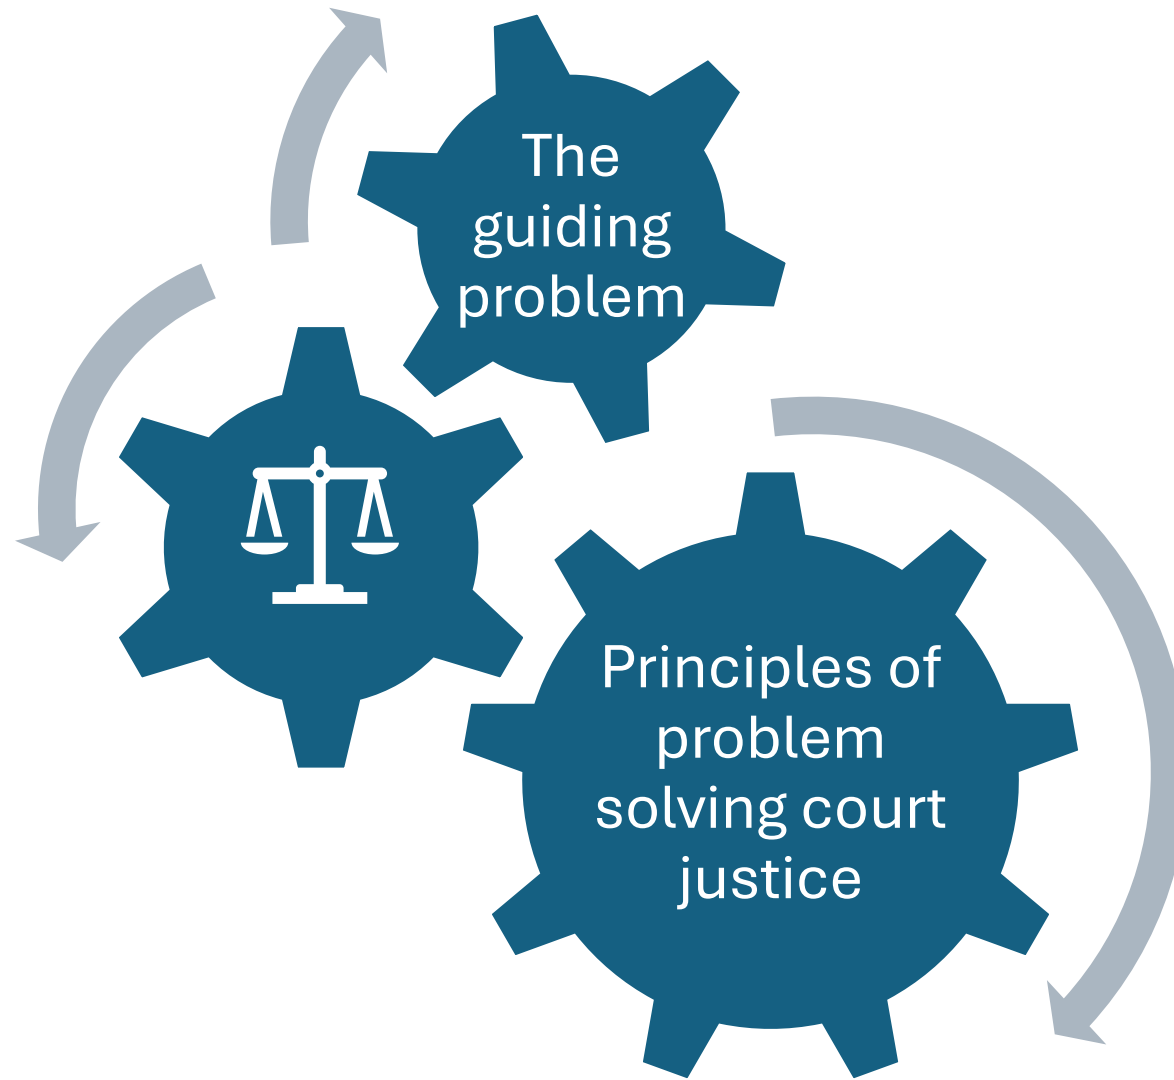 The
guiding
problem
Principles of
problem
solving court
justice